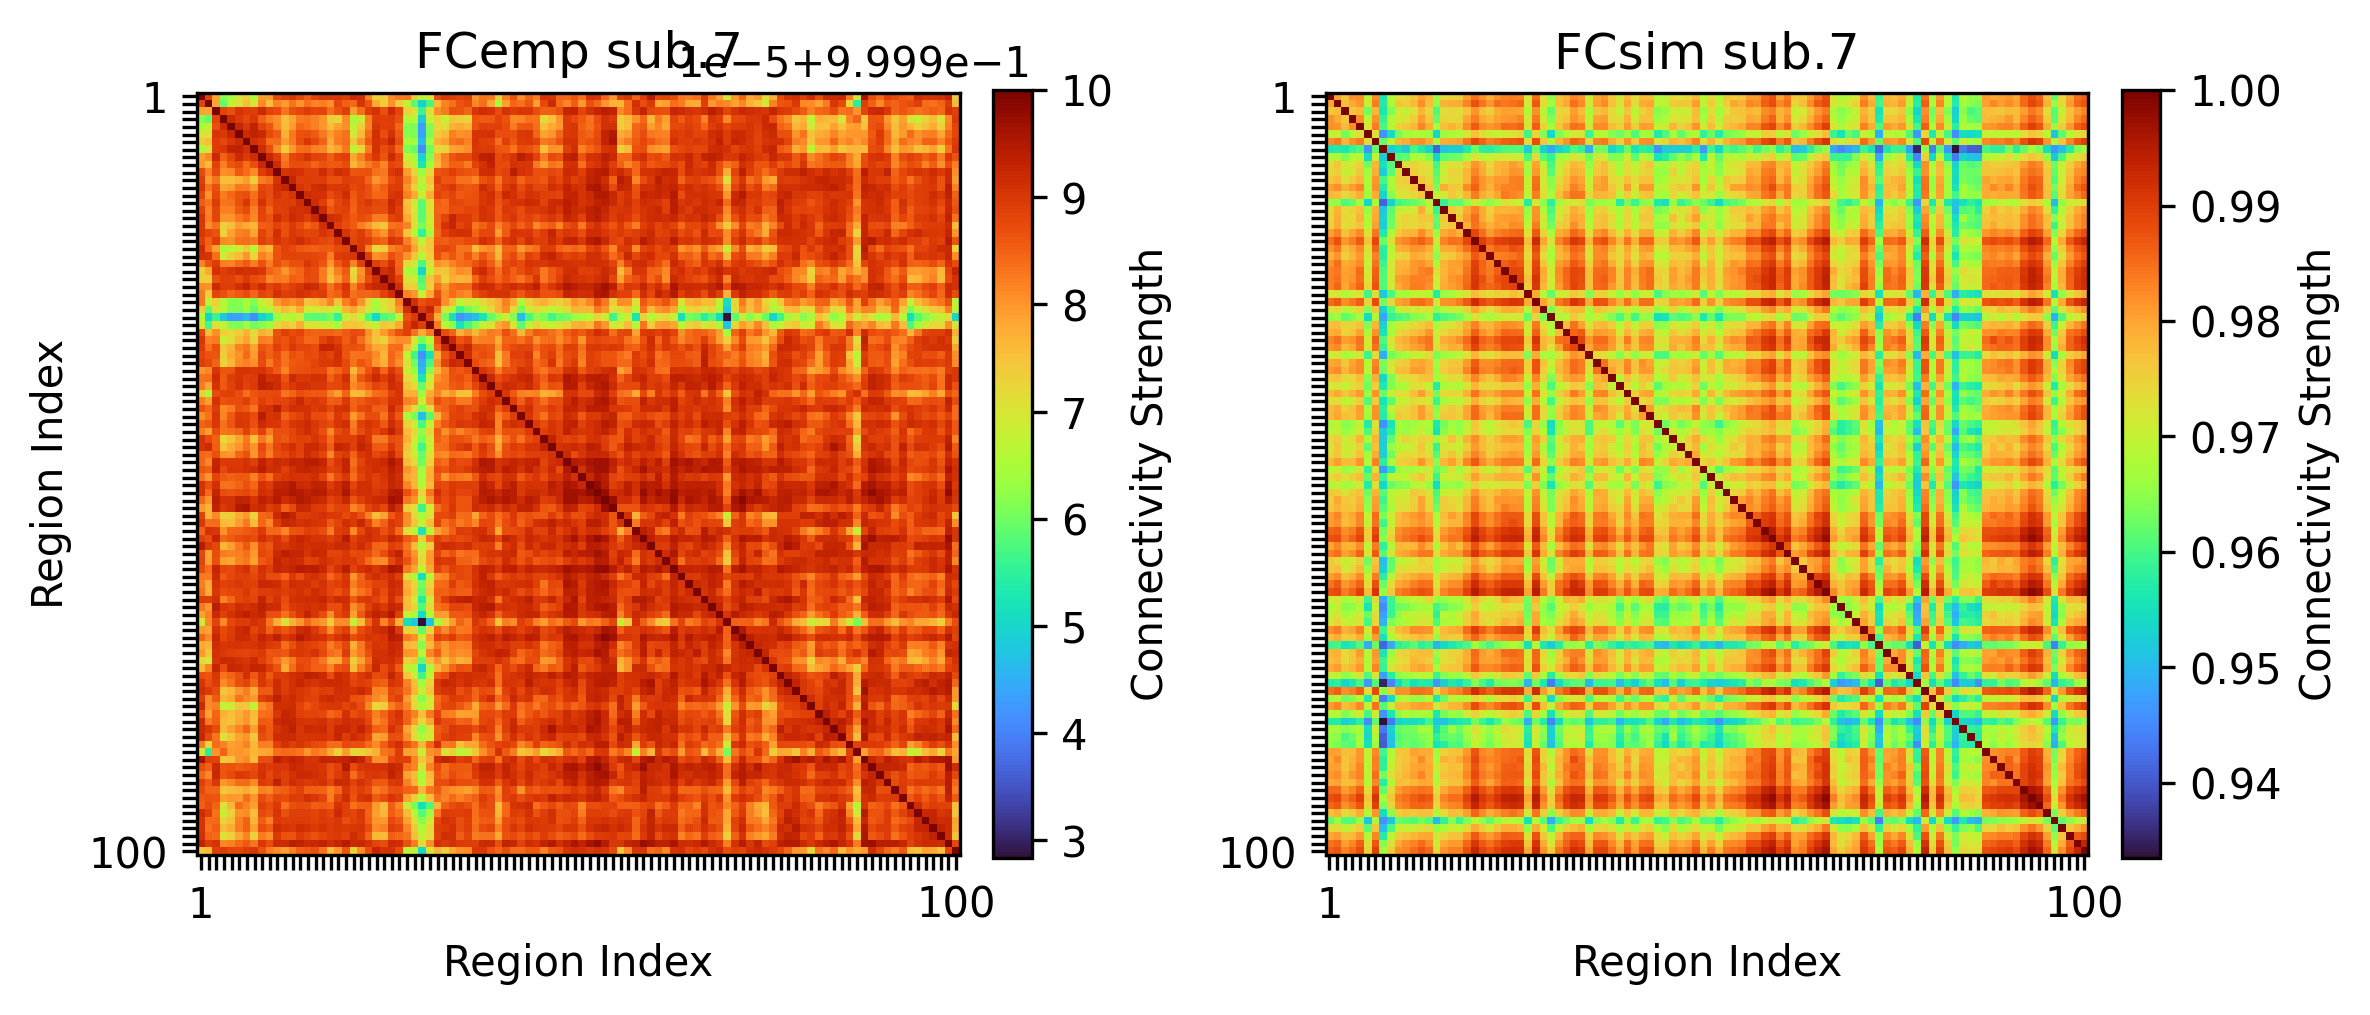 FCemp sub.7
1e−5+9.999e−1
1
100
Region Index
1
100
Region Index
10
9
8
7
6
5
4
3
Connectivity Strength
FCsim sub.7
1
100
1
100
Region Index
1.00
0.99
0.98
0.97
0.96
0.95
0.94
Connectivity Strength